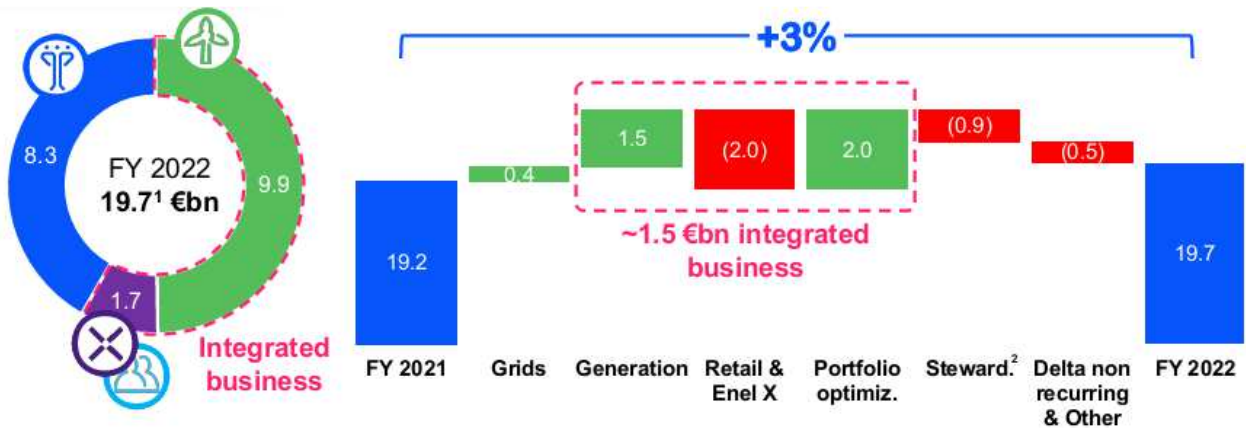 8.3
FY 2022
19.7¹ €bn
9.9
1.7
Integrated
business
+3%
19.2
0.4
1.5
(2.0)
2.0
(0.9)
(0.5)
19.7
~1.5 €bn integrated
business
FY 2021
Grids
Generation
Retail &
Enel X
Portfolio
optimiz.
Steward.²
Delta non
recurring
& Other
FY 2022